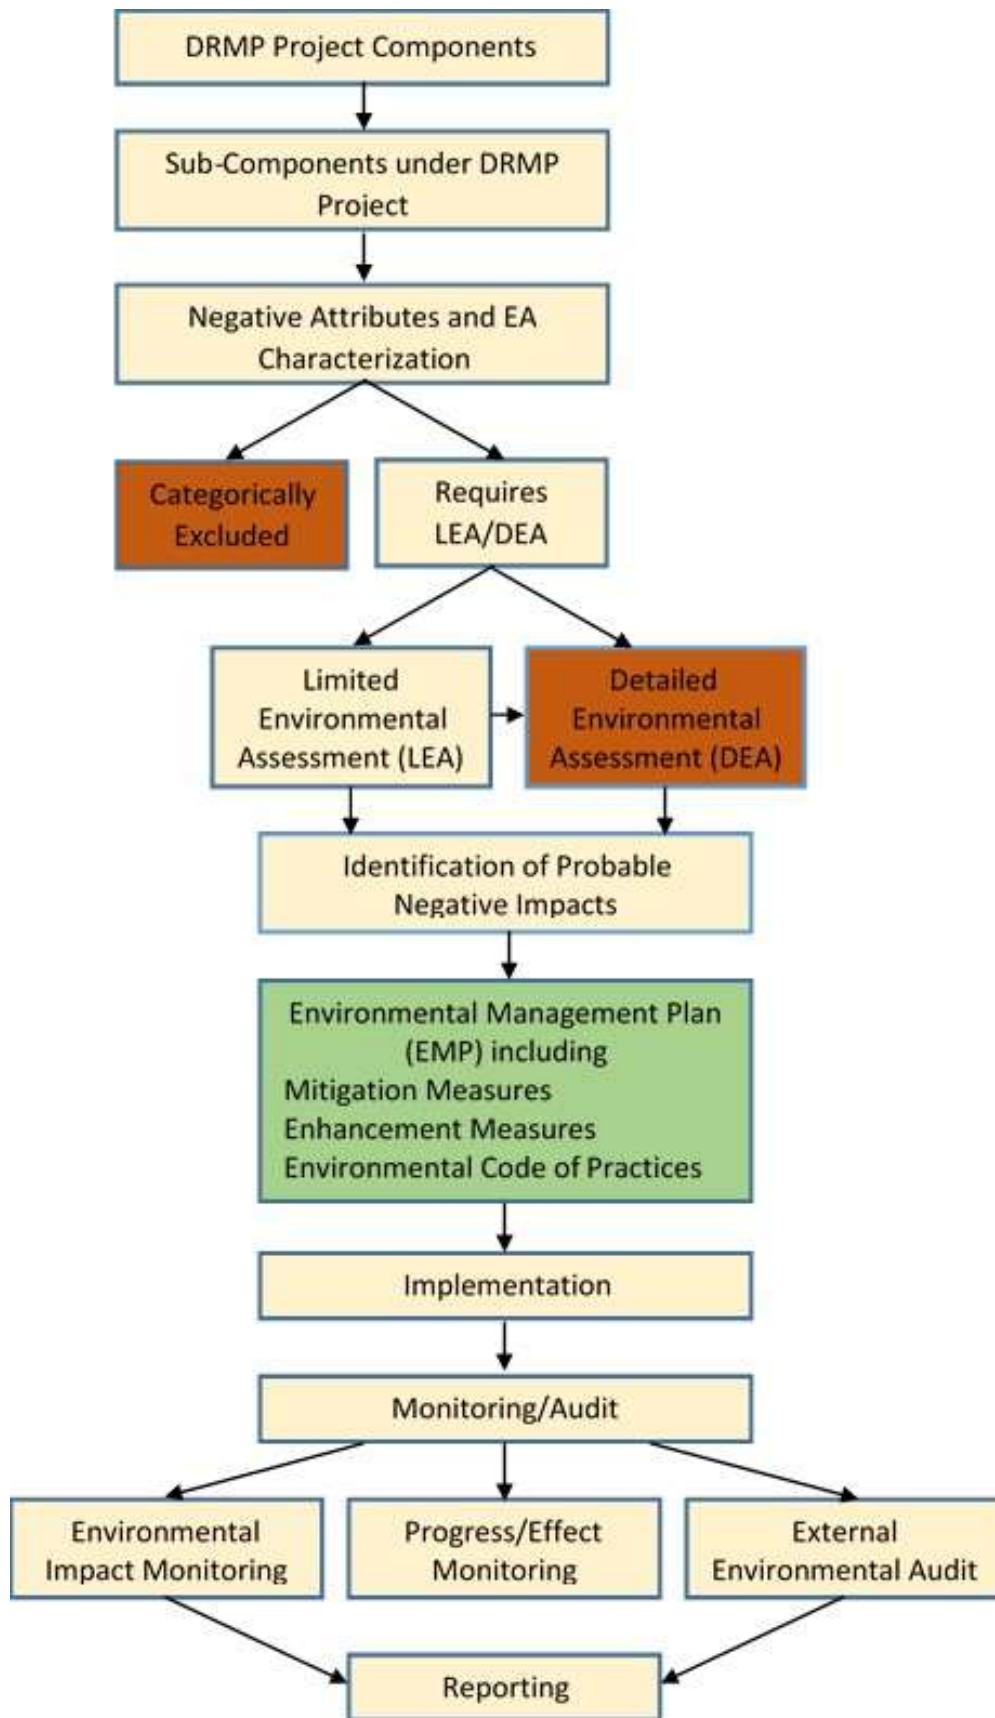 DRMP Project Components
Sub-Components under DRMP
Project
Negative Attributes and EA
Characterization
Categorically
Excluded
Requires
LEA/DEA
Limited
Environmental
Assessment (LEA)
Detailed
Environmental
Assessment (DEA)
Identification of Probable
Negative Impacts
Environmental Management Plan
(EMP) including
Mitigation Measures
Enhancement Measures
Environmental Code of Practices
Implementation
Monitoring/Audit
Environmental
Impact Monitoring
Progress/Effect
Monitoring
External
Environmental Audit
Reporting